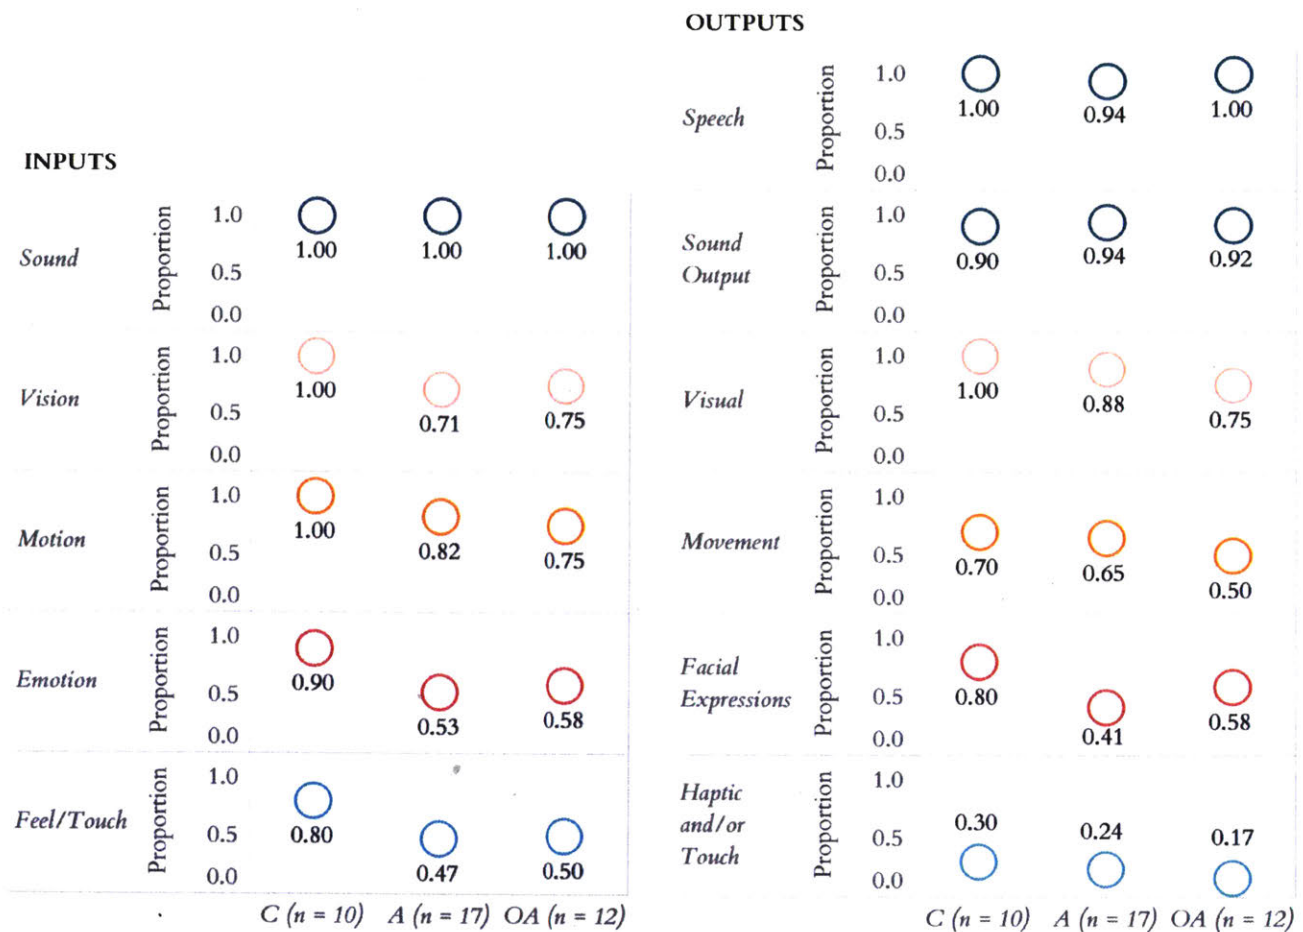 INPUTS
Sound
Proportion
1.0
0.5
0.0
1.00 1.00 1.00
Vision
Proportion
1.0
0.5
0.0
1.00 0.71 0.75
Motion
Proportion
1.0
0.5
0.0
1.00 0.82 0.75
Emotion
Proportion
1.0
0.5
0.0
0.90 0.53 0.58
Feel/Touch
Proportion
1.0
0.5
0.0
0.80 0.47 0.50
C (n = 10) A (n = 17) OA (n = 12)
OUTPUTS
Speech
Proportion
1.0
0.5
0.0
1.00 0.94 1.00
Sound
Output
Proportion
1.0
0.5
0.0
0.90 0.94 0.92
Visual
Proportion
1.0
0.5
0.0
1.00 0.88 0.75
Movement
Proportion
1.0
0.5
0.0
0.70 0.65 0.50
Facial
Expressions
Proportion
1.0
0.5
0.0
0.80 0.41 0.58
Haptic
and/or
Touch
Proportion
1.0
0.5
0.0
0.30 0.24 0.17
C (n = 10) A (n = 17) OA (n = 12)